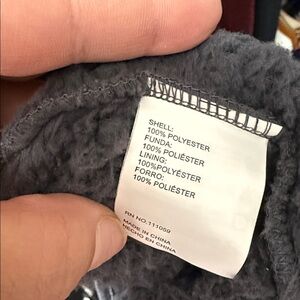 SHELL:
100% POLYESTER
FUNDA:
100% POLIÉSTER
LINING:
100%POLYESTER
FORRO:
100% POLIÉSTER
RN NO.111069
MADE IN CHINA
HECHO EN CHINA